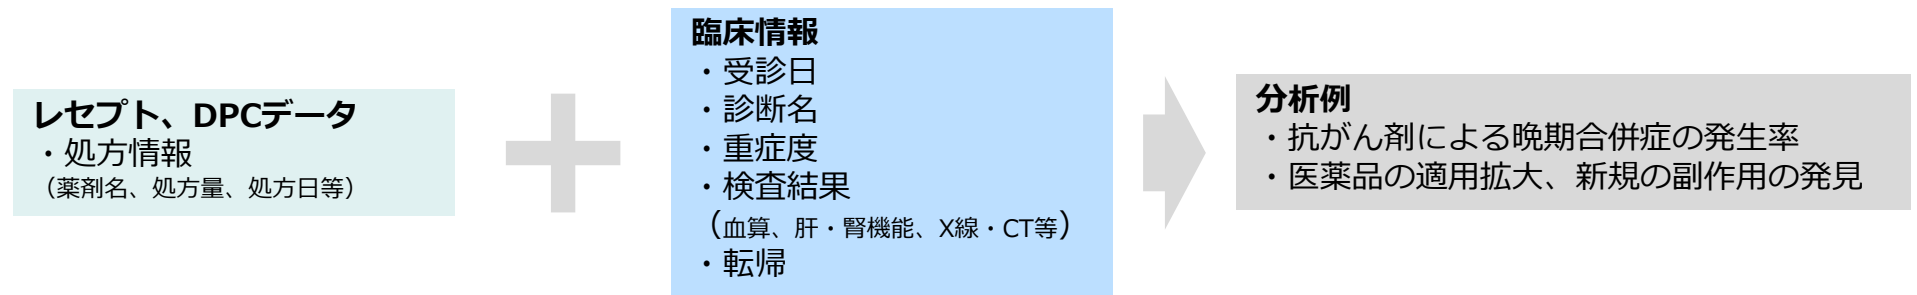 レセプト、DPCデータ
・処方情報
（薬剤名、処方量、処方日等）
臨床情報
・受診日
・診断名
・重症度
・検査結果
（血算、肝・腎機能、X線・CT等）
・転帰
分析例
・抗がん剤による晩期合併症の発生率
・医薬品の適用拡大、新規の副作用の発見